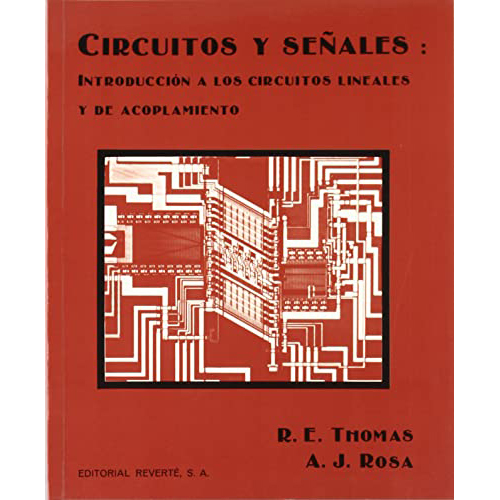 CIRCUITOS Y SEÑALES :
INTRODUCCIÓN A LOS CIRCUITOS LINEALES
Y DE ACOPLAMIENTO
R. E. THOMAS
A. J. ROSA
EDITORIAL REVERTÉ, S. A.